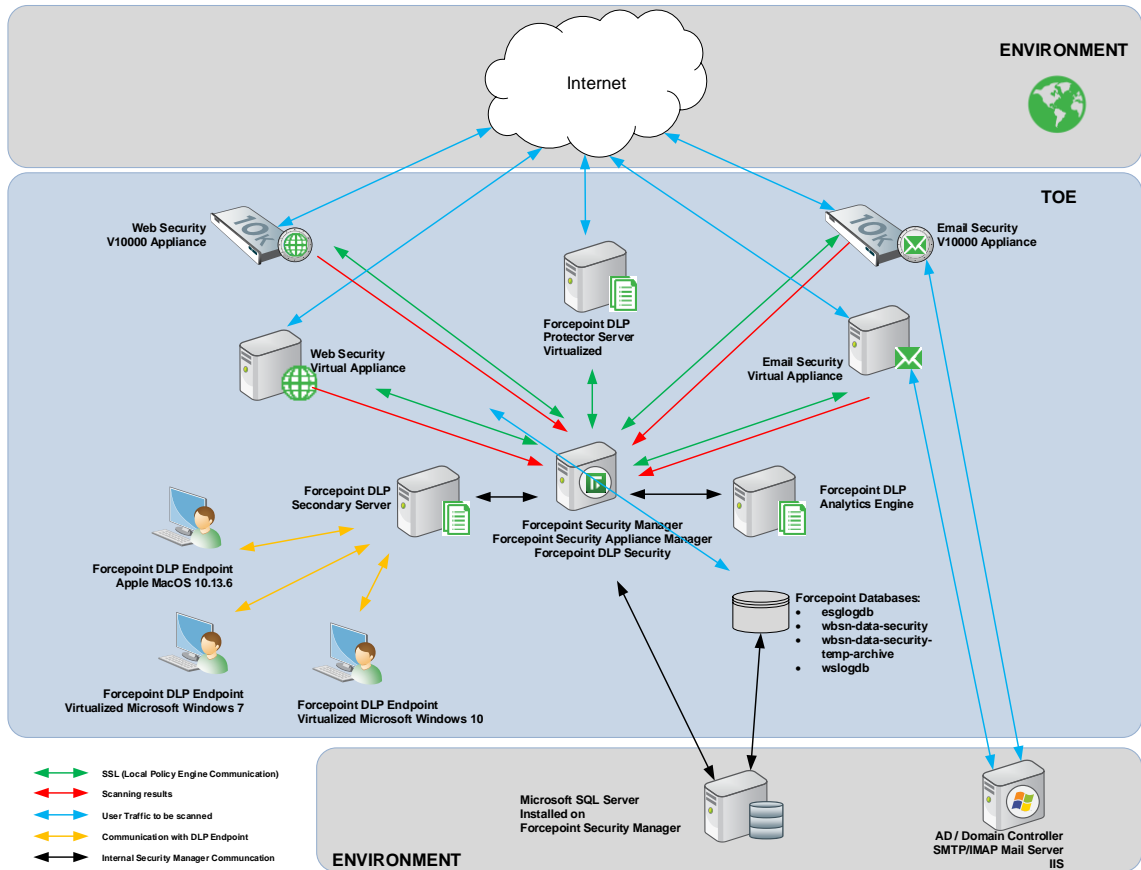 ENVIRONMENT
Internet
TOE
10K
Web Security
V10000 Appliance
10K
Email Security
V10000 Appliance
Forcepoint DLP
Protector Server
Virtualized
Web Security
Virtual Appliance
Email Security
Virtual Appliance
Forcepoint DLP
Secondary Server
Forcepoint Security Manager
Forcepoint Security Appliance Manager
Forcepoint DLP Security
Forcepoint DLP
Analytics Engine
Forcepoint DLP Endpoint
Apple MacOS 10.13.6
Forcepoint Databases:
• esglogdb
• wbsn-data-security
• wbsn-data-security-
temp-archive
• wslogdb
Forcepoint DLP Endpoint
Virtualized Microsoft Windows 7
Forcepoint DLP Endpoint
Virtualized Microsoft Windows 10
SSL (Local Policy Engine Communication)
Scanning results
User Traffic to be scanned
Communication with DLP Endpoint
Internal Security Manager Communcation
Microsoft SQL Server
Installed on
Forcepoint Security Manager
AD / Domain Controller
SMTP/IMAP Mail Server
IIS
ENVIRONMENT